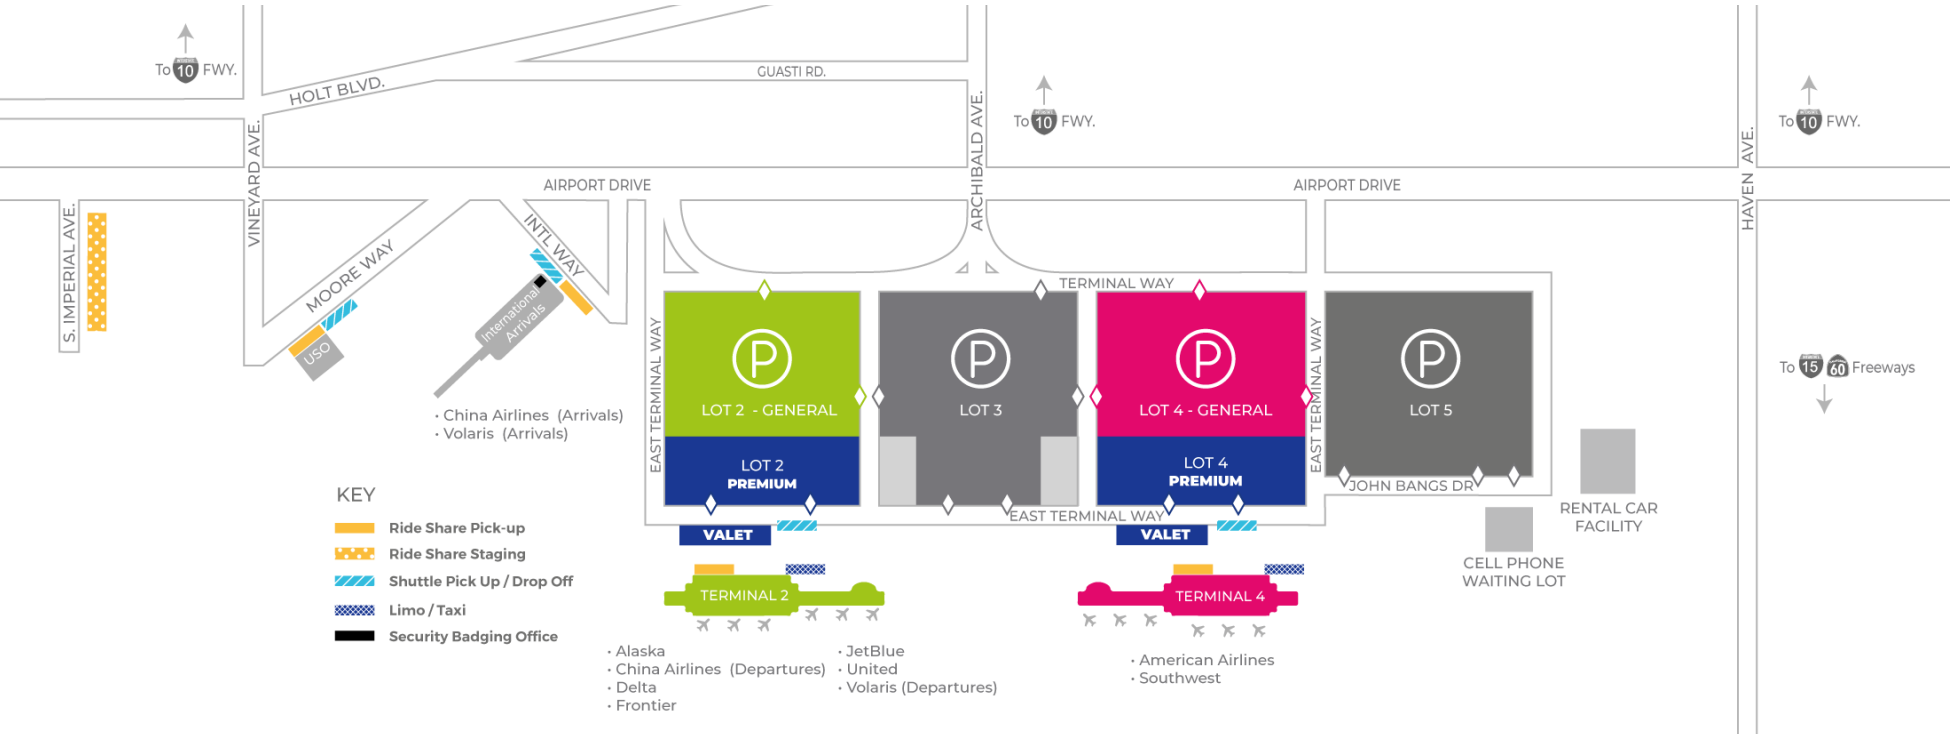 To 10 FWY.
HOLT BLVD.
GUASTI RD.
To 10 FWY.
To 10 FWY.
VINEYARD AVE.
ARCHIBALD AVE.
HAVEN AVE.
AIRPORT DRIVE
AIRPORT DRIVE
S. IMPERIAL AVE.
MOORE WAY
INTL WAY
USO
International
Arrivals
• China Airlines (Arrivals)
• Volaris (Arrivals)
TERMINAL WAY
EAST TERMINAL WAY
P
LOT 2 - GENERAL
LOT 2
PREMIUM
P
LOT 3
P
LOT 4 - GENERAL
LOT 4
PREMIUM
EAST TERMINAL WAY
P
LOT 5
JOHN BANGS DR
EAST TERMINAL WAY
To 15 60 Freeways
RENTAL CAR
FACILITY
CELL PHONE
WAITING LOT
VALET
VALET
TERMINAL 2
TERMINAL 4
• Alaska
• China Airlines (Departures)
• Delta
• Frontier
• JetBlue
• United
• Volaris (Departures)
• American Airlines
• Southwest
KEY
Ride Share Pick-up
Ride Share Staging
Shuttle Pick Up / Drop Off
Limo / Taxi
Security Badging Office